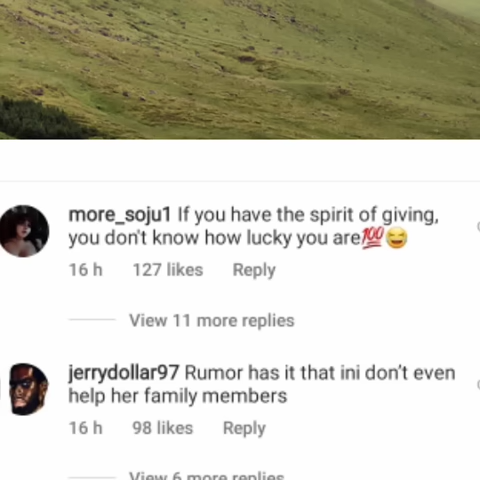 more_soju1 If you have the spirit of giving,
you don't know how lucky you are💯😄
16 h 127 likes Reply
View 11 more replies
jerrydollar97 Rumor has it that ini don’t even
help her family members
16 h 98 likes Reply
View 6 more replies